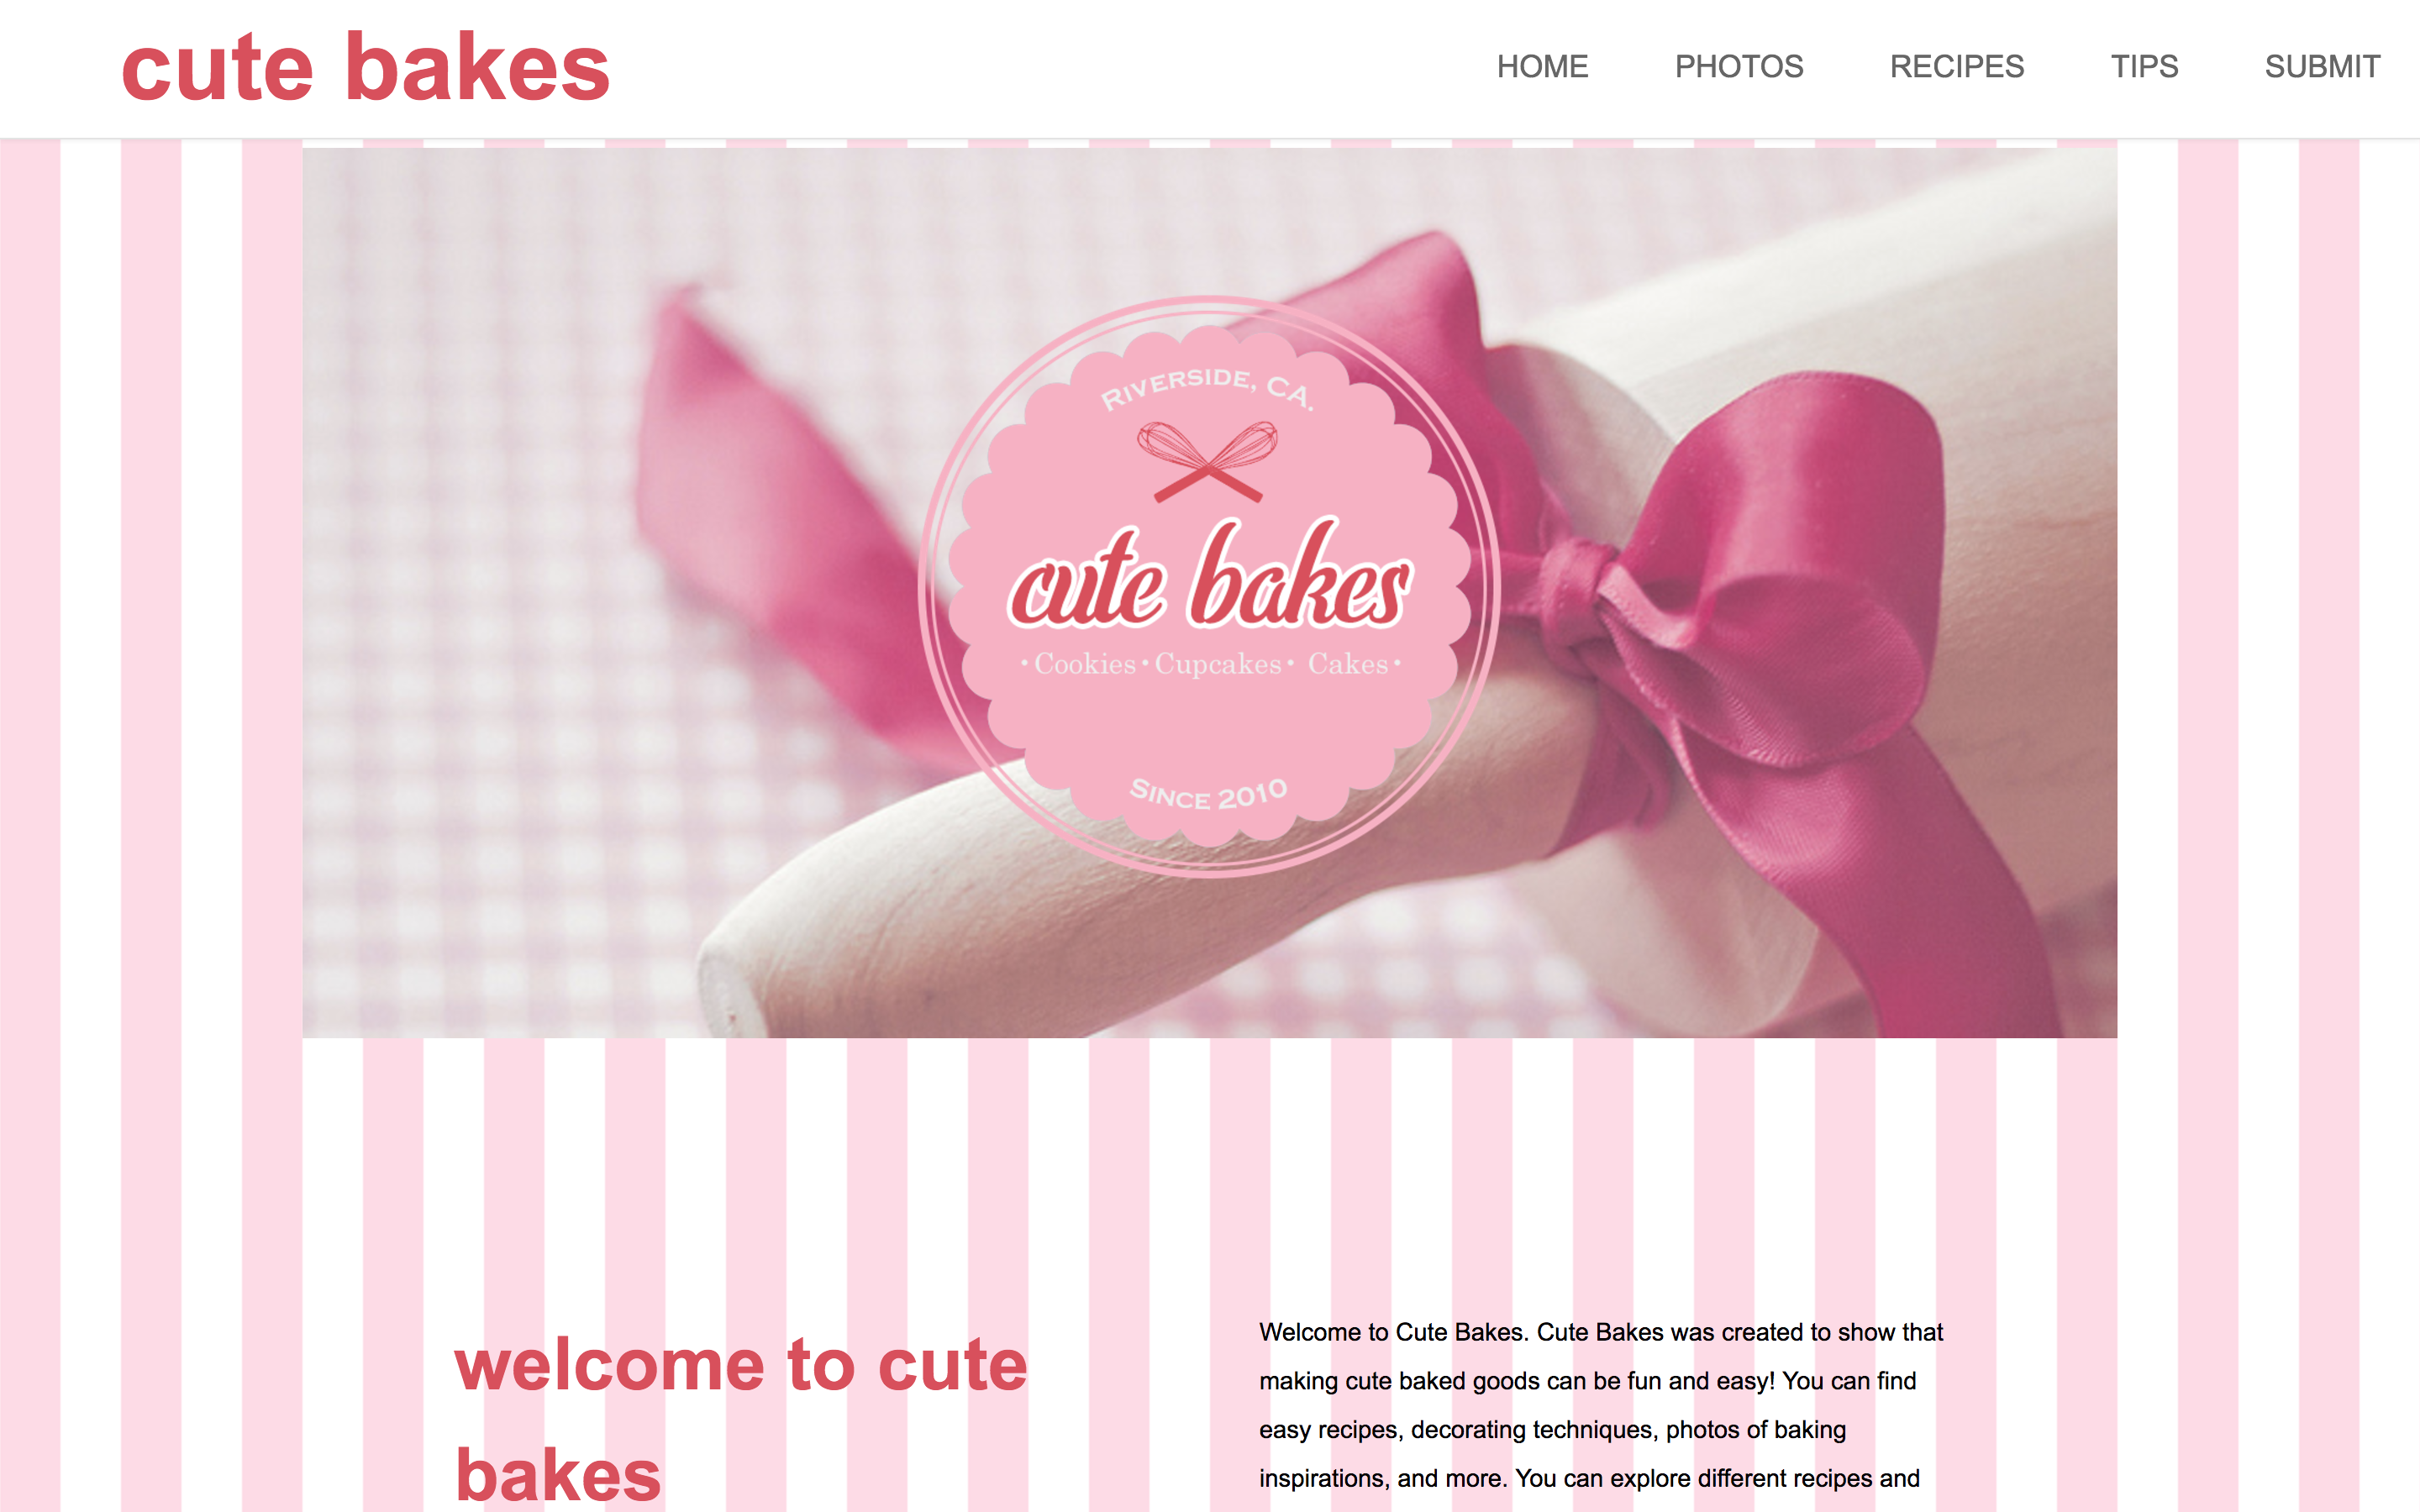 cute bakes
HOME PHOTOS RECIPES TIPS SUBMIT
RIVERSIDE, CA.
cute bakes
• Cookies • Cupcakes • Cakes •
SINCE 2010
welcome to cute
bakes
Welcome to Cute Bakes. Cute Bakes was created to show that
making cute baked goods can be fun and easy! You can find
easy recipes, decorating techniques, photos of baking
inspirations, and more. You can explore different recipes and